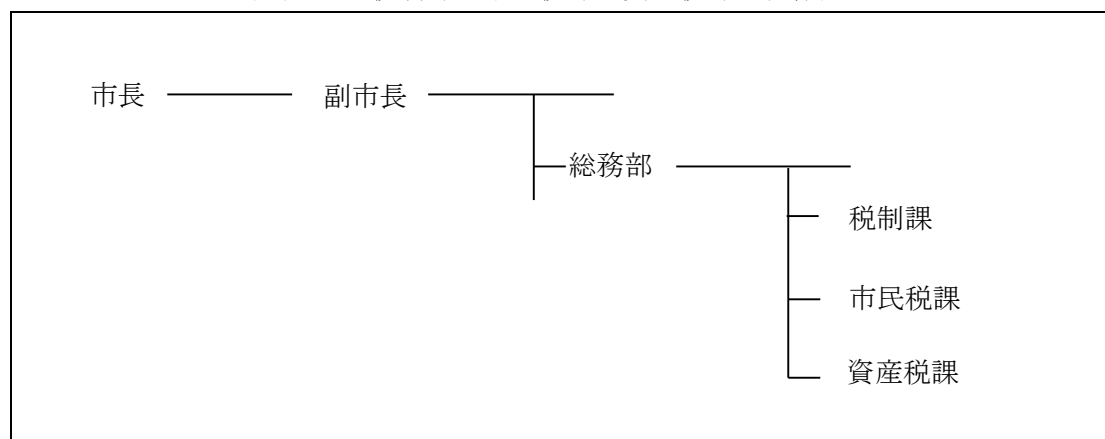 市長 副市長
総務部
税制課
市民税課
資産税課